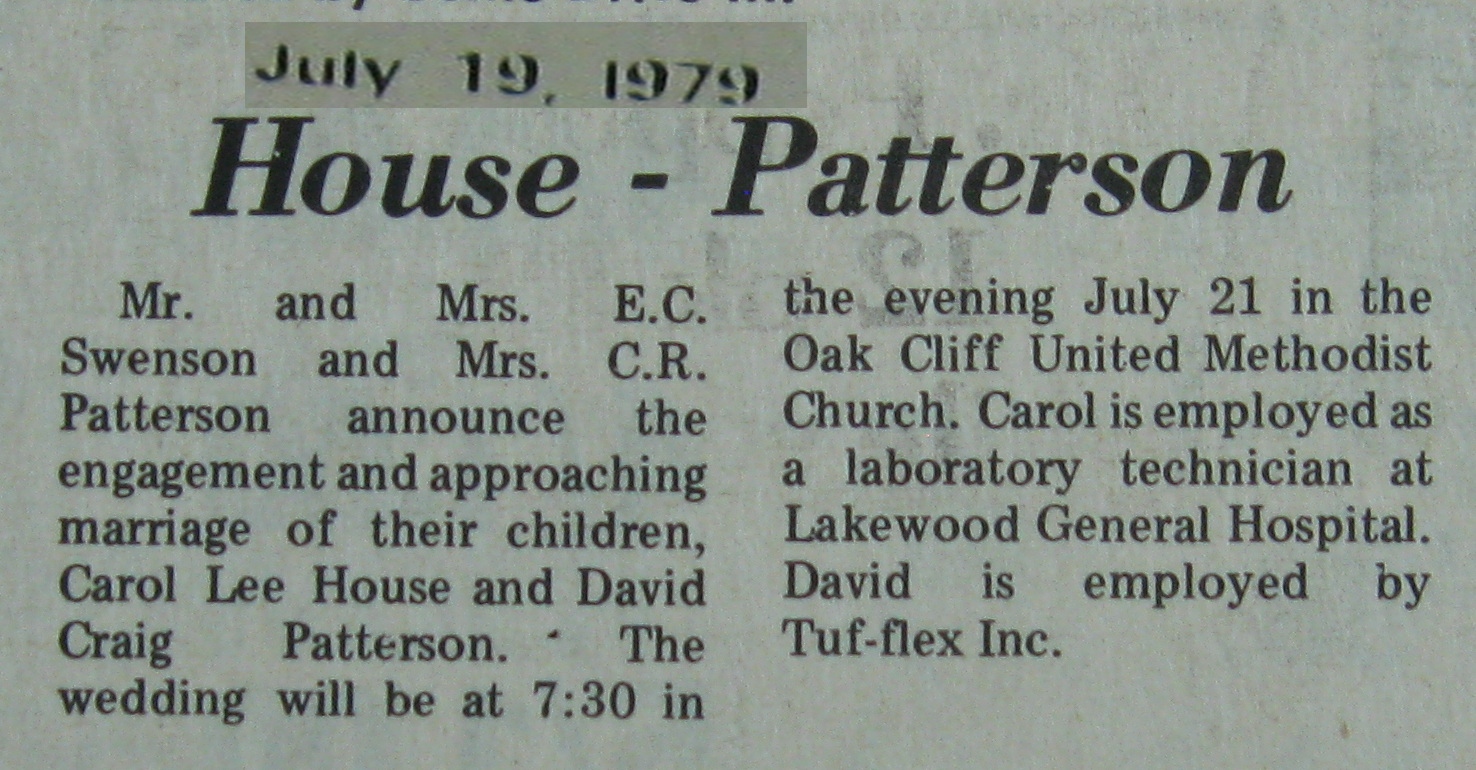 July 19, 1979
House - Patterson
Mr. and Mrs. E.C.
Swenson and Mrs. C.R.
Patterson announce the
engagement and approaching
marriage of their children,
Carol Lee House and David
Craig Patterson. The
wedding will be at 7:30 in
the evening July 21 in the
Oak Cliff United Methodist
Church. Carol is employed as
a laboratory technician at
Lakewood General Hospital.
David is employed by
Tuf-flex Inc.